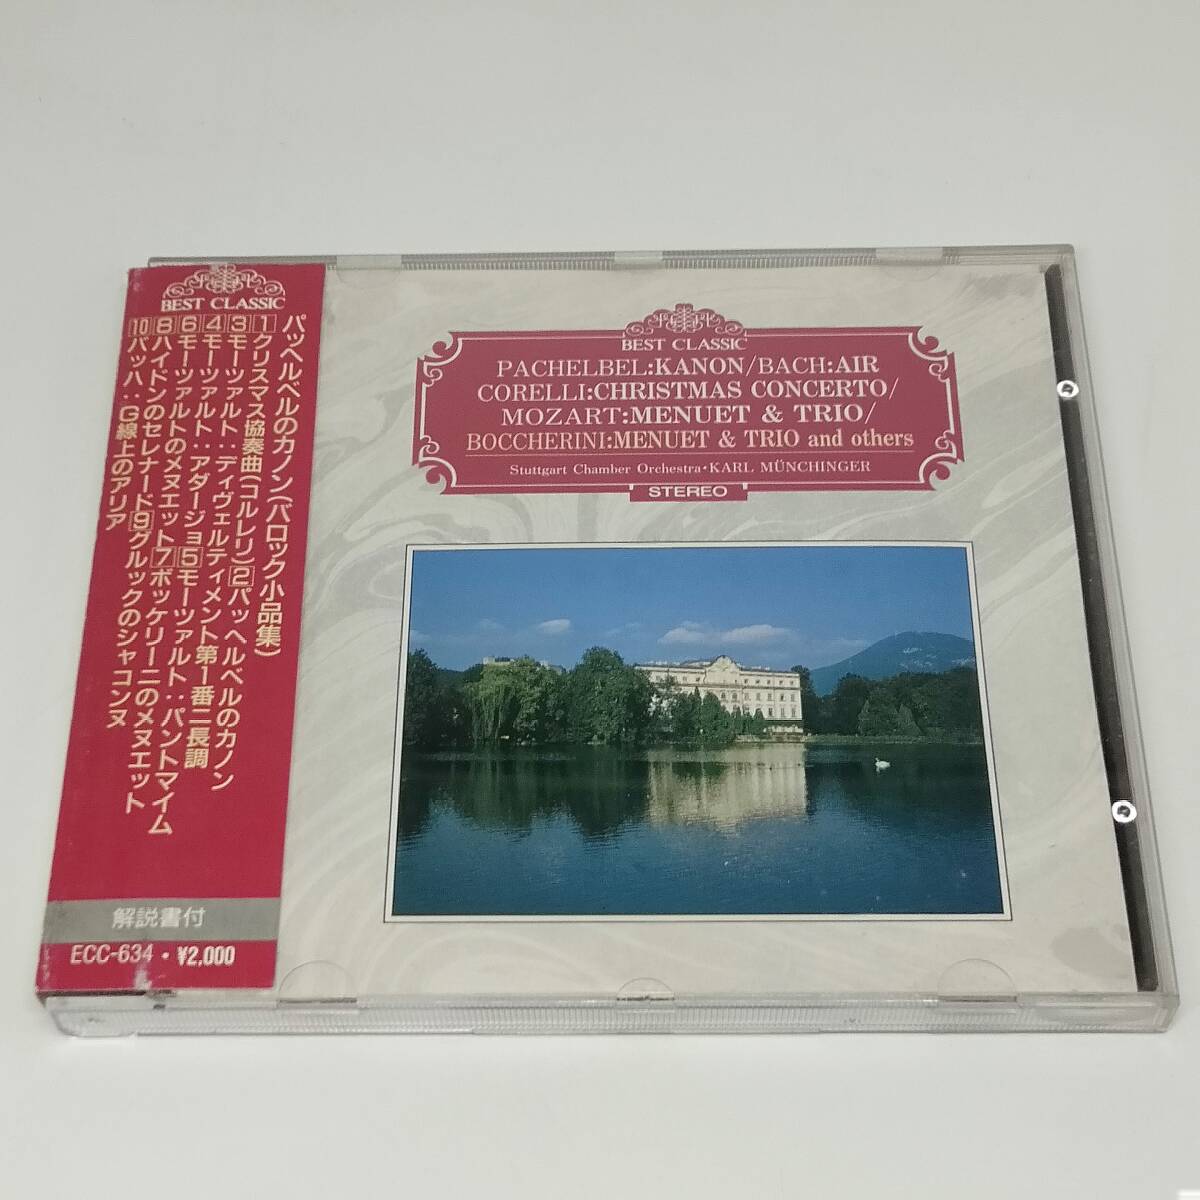 BEST CLASSIC
パッヘルベルのカノン(バロック小品集)
1クリスマス協奏曲(コルレリ)2パッヘルベルのカノン
3モーツァルト:ディヴェルティメント第1番ニ長調
4モーツァルト:アダージョ5モーツァルト:パントマイム
6モーツァルトのメヌエット7ボッケリーニのメヌエット
8ハイドンのセレナード9グルックのシャコンヌ
10バッハ:G線上のアリア
解説書付
ECC-634・¥2,000
BEST CLASSIC
PACHELBEL:KANON/BACH:AIR
CORELLI:CHRISTMAS CONCERTO/
MOZART:MENUET & TRIO/
BOCCHERINI:MENUET & TRIO and others
Stuttgart Chamber Orchestra・KARL MÜNCHINGER
STEREO